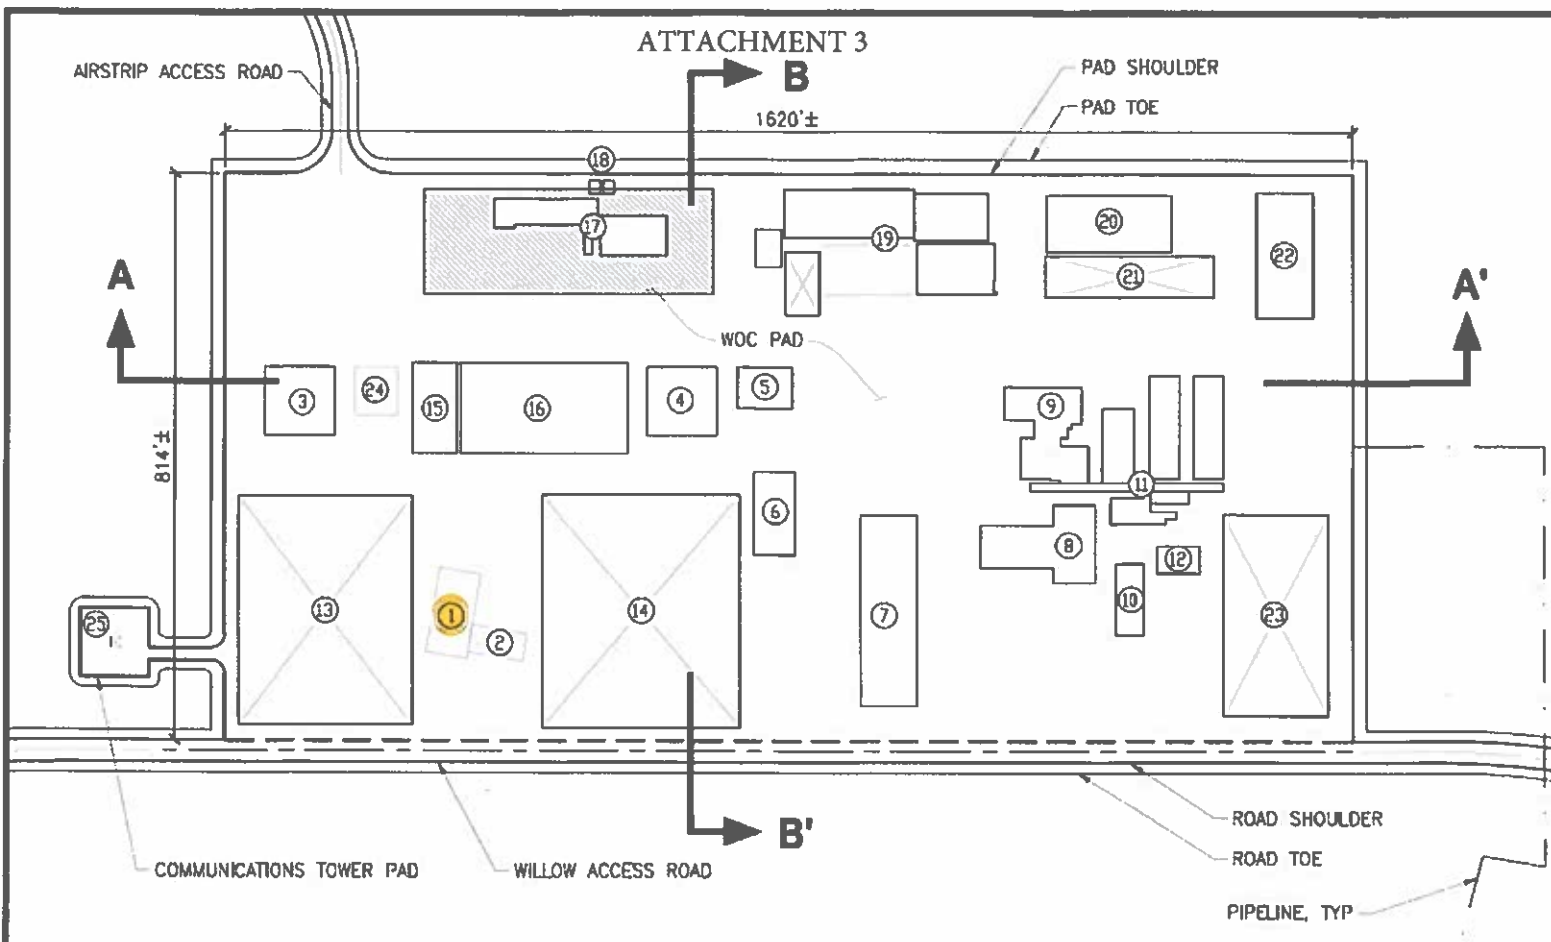 ATTACHMENT 3
AIRSTRIP ACCESS ROAD
B
PAD SHOULDER
PAD TOE
1620'±
18
17
19
20
21
22
A
A'
WOC PAD
3
24
15
16
4
5
9
814'±
11
6
8
12
13
1
2
14
7
10
23
25
B'
ROAD SHOULDER
ROAD TOE
COMMUNICATIONS TOWER PAD
WILLOW ACCESS ROAD
PIPELINE, TYP